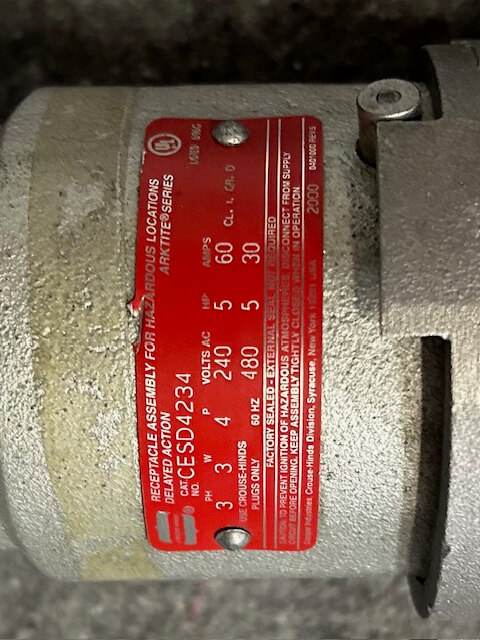 RECEPTACLE ASSEMBLY FOR HAZARDOUS LOCATIONS
DELAYED ACTION ARKTITE®SERIES
UL
LISTED
CAT. NO. CESD4234
PH W P VOLTS AC HP AMPS
3 3 4 240 5 60 CL. I, GR. D
480 5 30
USE CROUSE-HINDS
PLUGS ONLY 60 HZ
FACTORY SEALED - EXTERNAL SEAL NOT REQUIRED
CAUTION: TO PREVENT IGNITION OF HAZARDOUS ATMOSPHERES, DISCONNECT FROM SUPPLY
CIRCUIT BEFORE OPENING. KEEP ASSEMBLY TIGHTLY CLOSED WHEN IN OPERATION
Cooper Industries, Crouse-Hinds Division, Syracuse, New York 13221 USA 2000